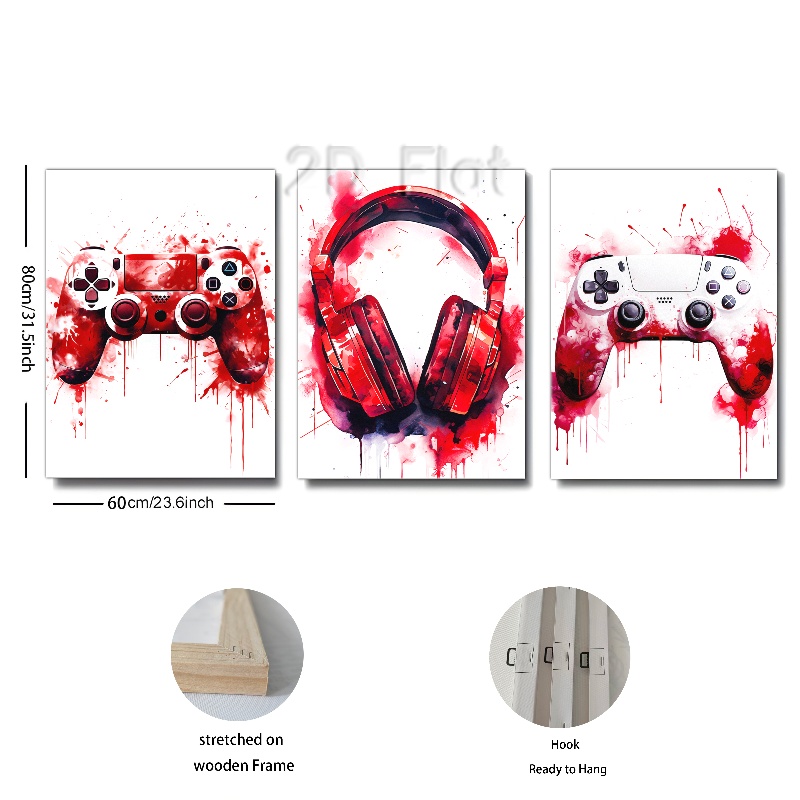 2D Flat
80cm/31.5inch
60cm/23.6inch
stretched on
wooden Frame
Hook
Ready to Hang